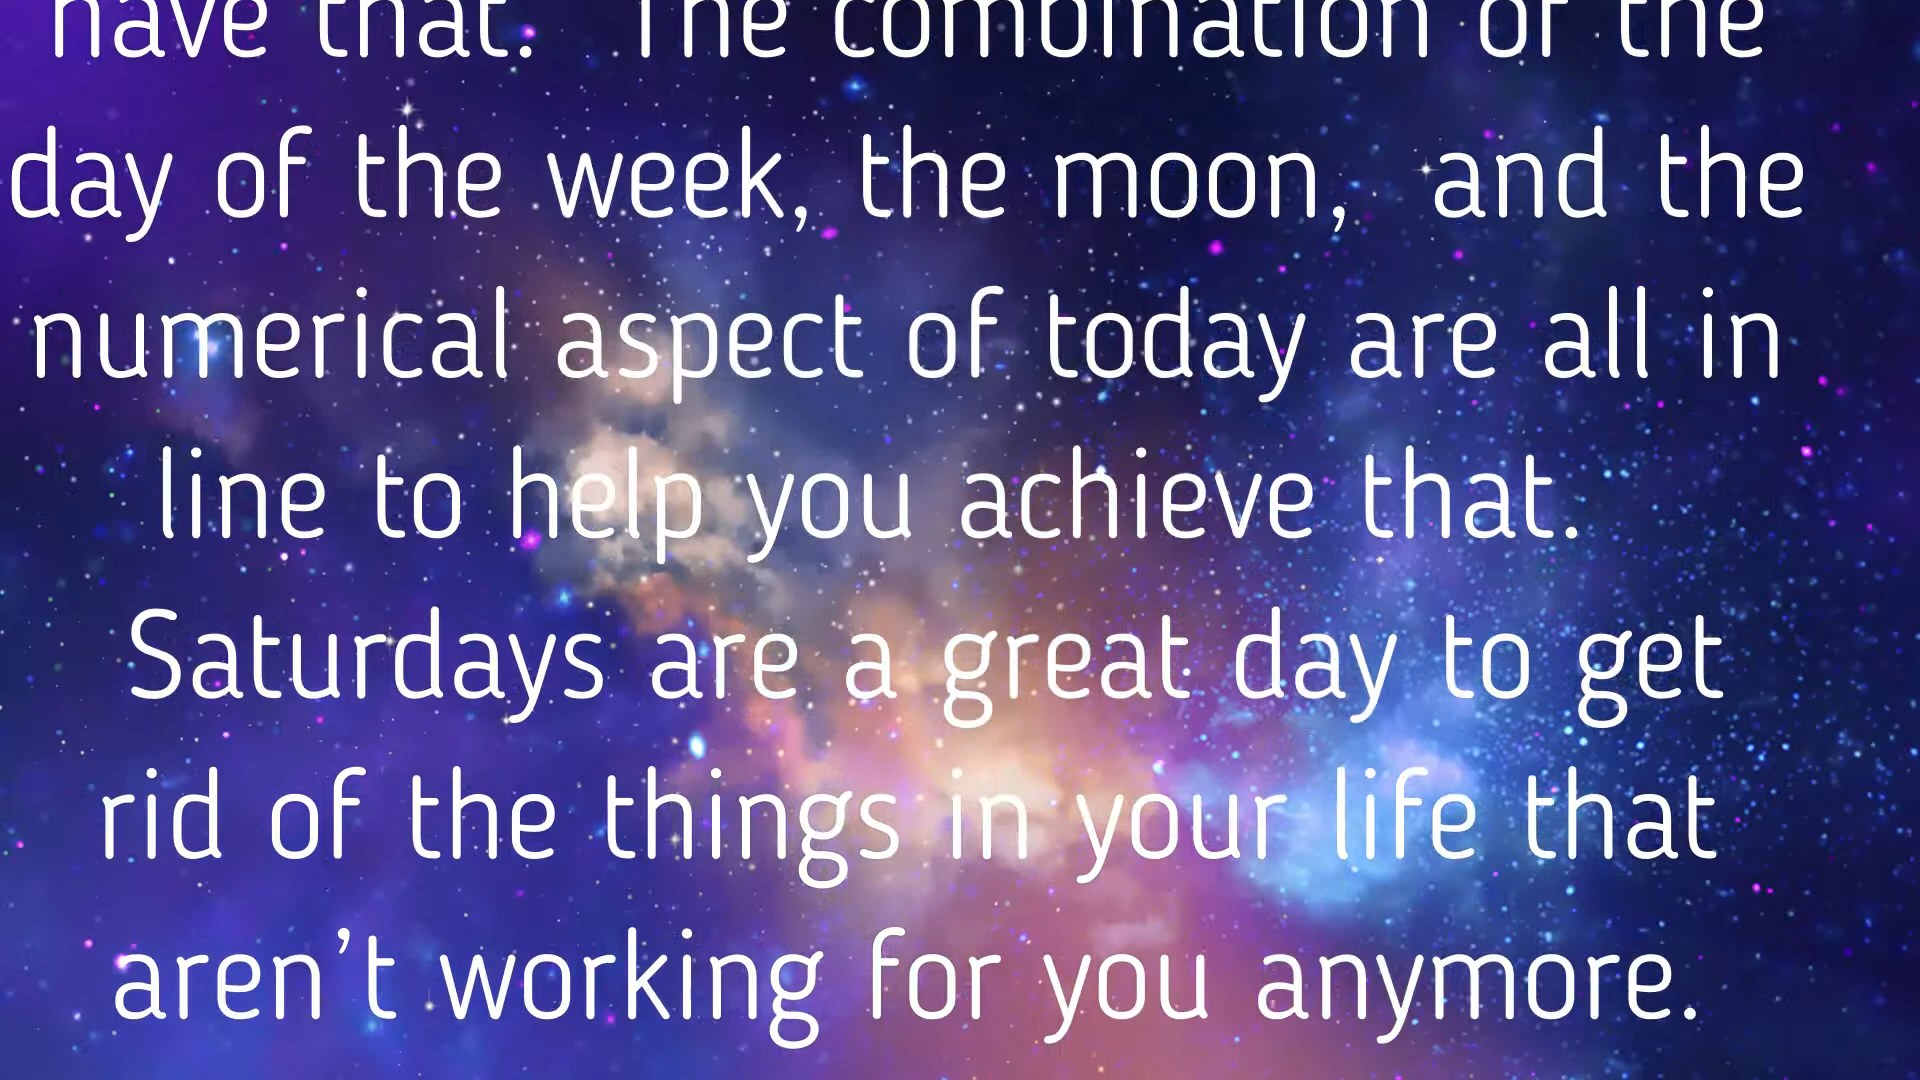 have that. The combination of the
day of the week, the moon, and the
numerical aspect of today are all in
line to help you achieve that.
Saturdays are a great day to get
rid of the things in your life that
aren't working for you anymore.